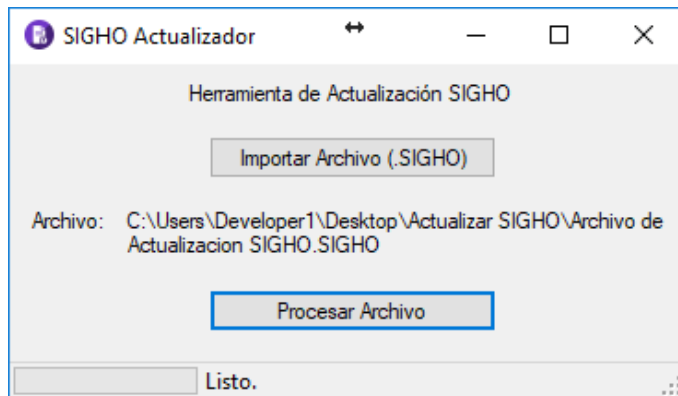 SIGHO Actualizador
Herramienta de Actualización SIGHO
Importar Archivo (.SIGHO)
Archivo: C:\Users\Developer1\Desktop\Actualizar SIGHO\Archivo de
Actualizacion SIGHO.SIGHO
Procesar Archivo
Listo.